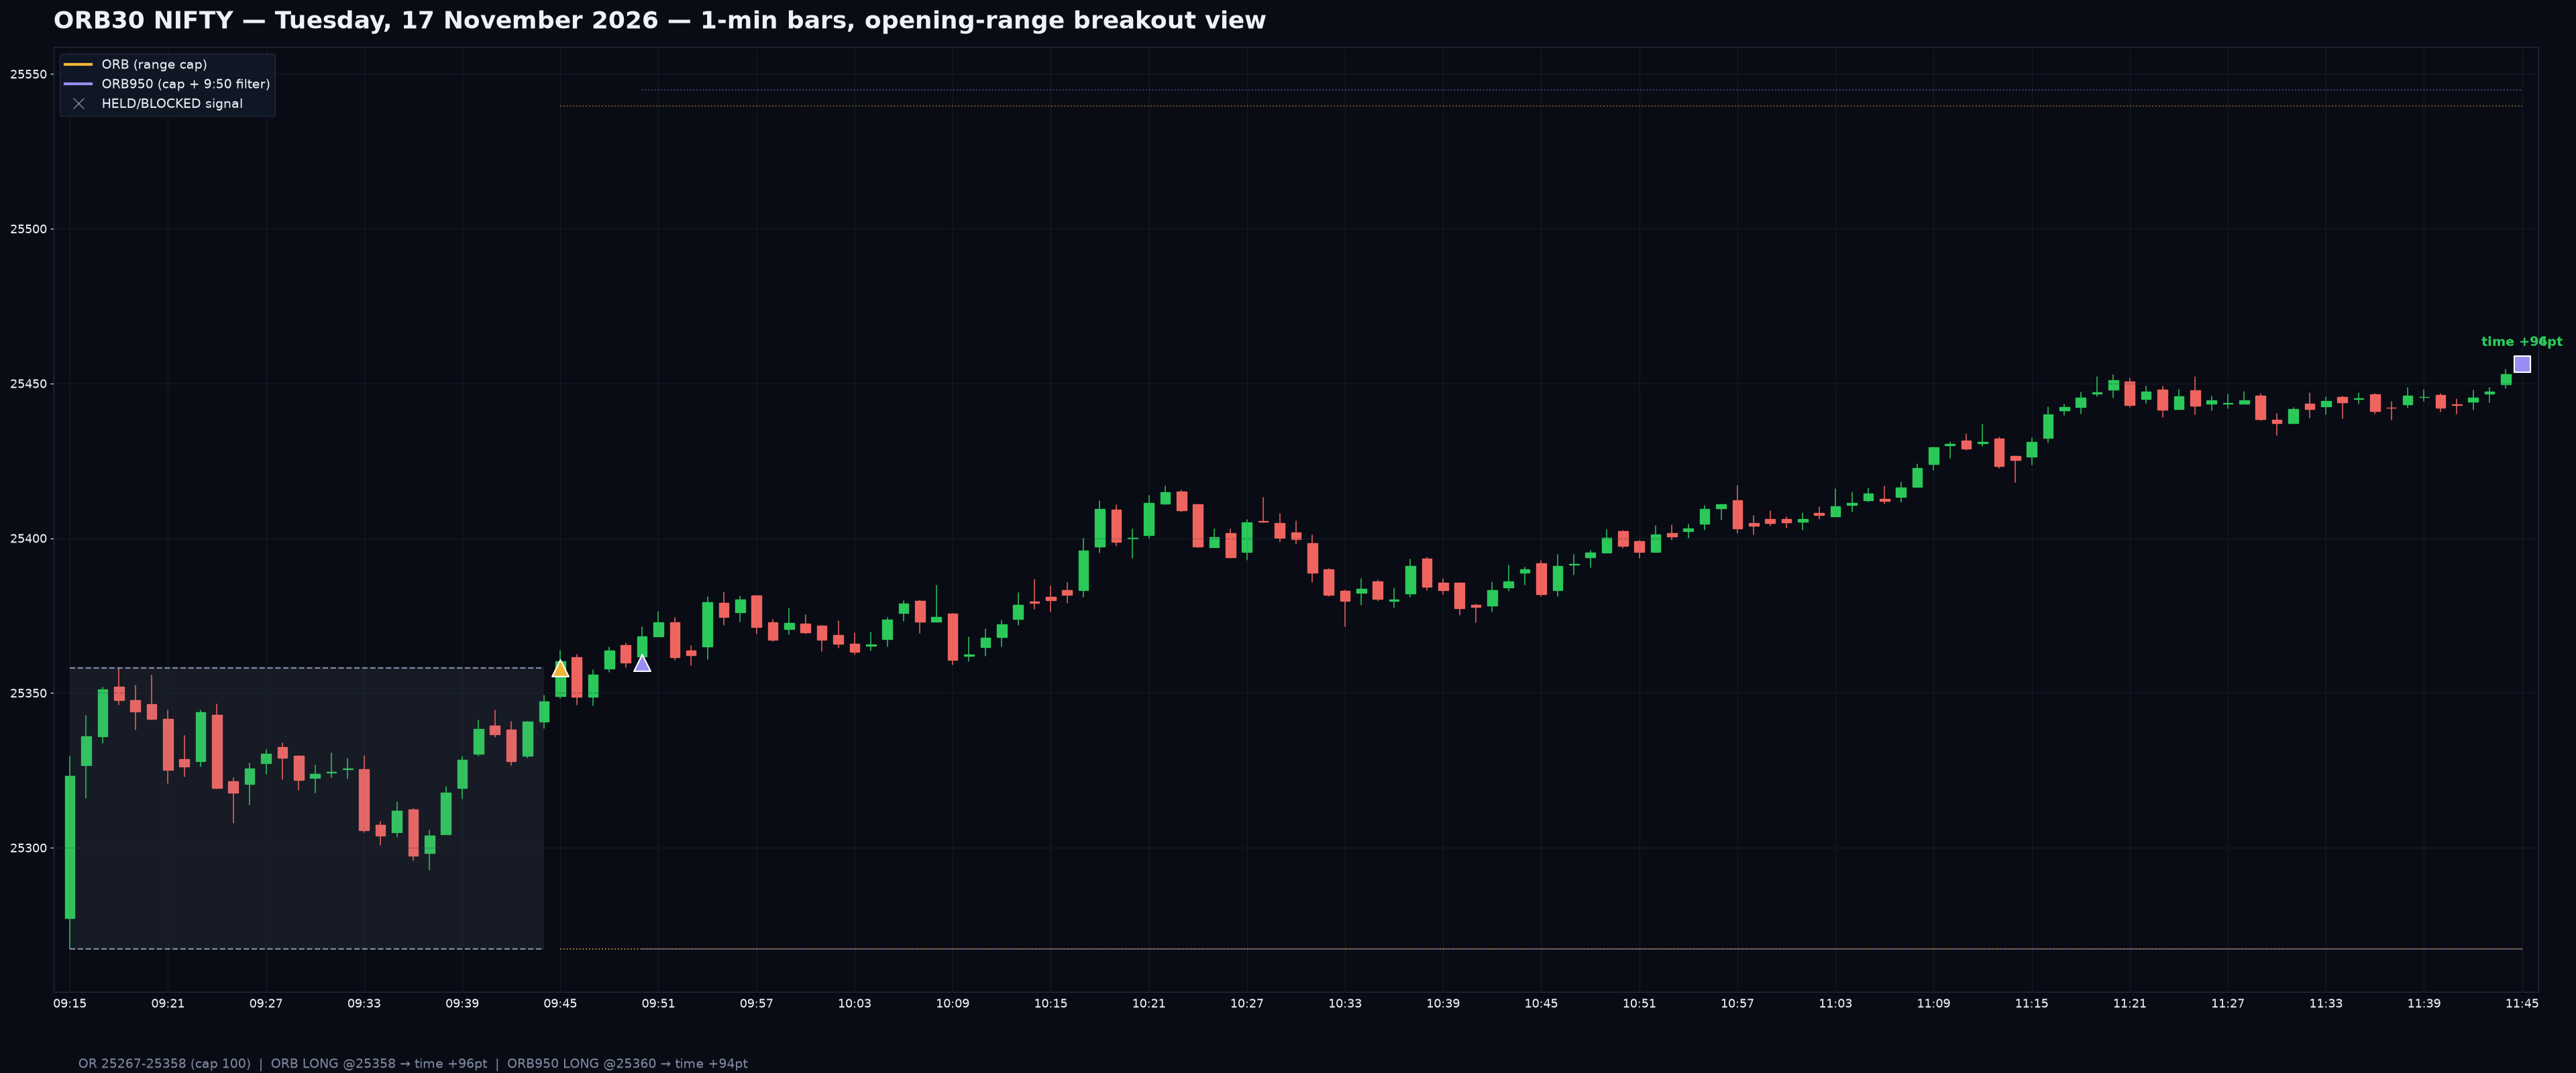 ORB30 NIFTY — Tuesday, 17 November 2026 — 1-min bars, opening-range breakout view
ORB (range cap)
ORB950 (cap + 9:50 filter)
HELD/BLOCKED signal
25550
25500
25450
25400
25350
25300
time
09:15 09:21 09:27 09:33 09:39 09:45 09:51 09:57 10:03 10:09 10:15 10:21 10:27 10:33 10:39 10:45 10:51 10:57 11:03 11:09 11:15 11:21 11:27 11:33 11:39 11:45
OR 25267-25358 (cap 100) | ORB LONG @25358 → time +96pt | ORB950 LONG @25360 → time +94pt